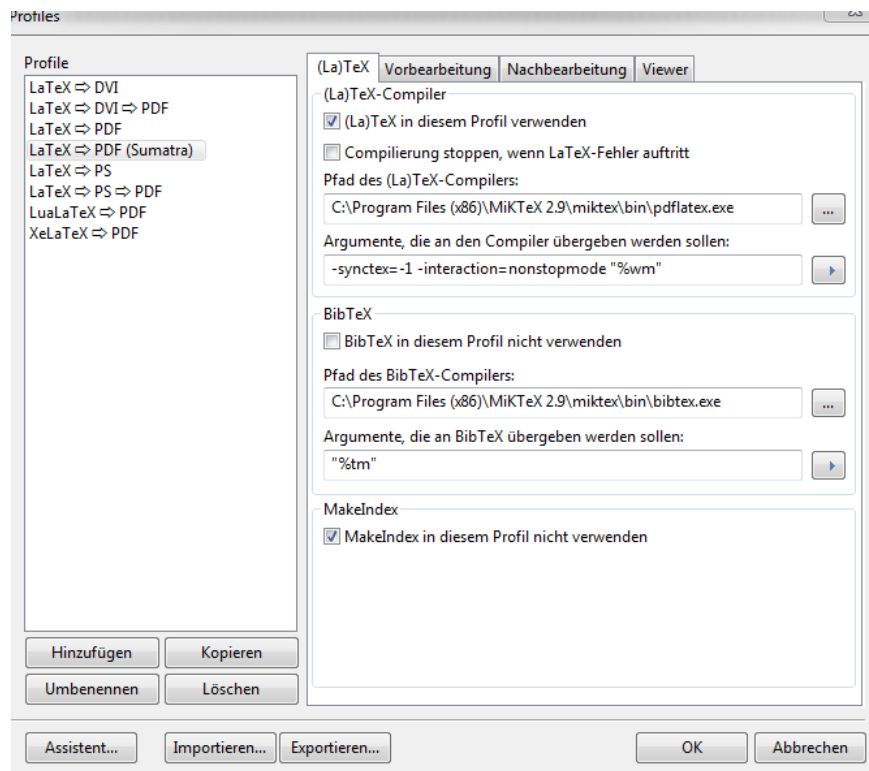 Profiles
Profile
LaTeX ⇨ DVI
LaTeX ⇨ DVI ⇨ PDF
LaTeX ⇨ PDF
LaTeX ⇨ PDF (Sumatra)
LaTeX ⇨ PS
LaTeX ⇨ PS ⇨ PDF
LuaLaTeX ⇨ PDF
XeLaTeX ⇨ PDF
Hinzufügen Kopieren
Umbenennen Löschen
(La)TeX Vorbearbeitung Nachbearbeitung Viewer
(La)TeX-Compiler
(La)TeX in diesem Profil verwenden
Compilierung stoppen, wenn LaTeX-Fehler auftritt
Pfad des (La)TeX-Compilers:
C:\Program Files (x86)\MiKTeX 2.9\miktex\bin\pdflatex.exe ...
Argumente, die an den Compiler übergeben werden sollen:
-synctex=-1 -interaction=nonstopmode "%wm"
BibTeX
BibTeX in diesem Profil nicht verwenden
Pfad des BibTeX-Compilers:
C:\Program Files (x86)\MiKTeX 2.9\miktex\bin\bibtex.exe ...
Argumente, die an BibTeX übergeben werden sollen:
"%tm"
MakeIndex
MakeIndex in diesem Profil nicht verwenden
Assistent... Importieren... Exportieren... OK Abbrechen